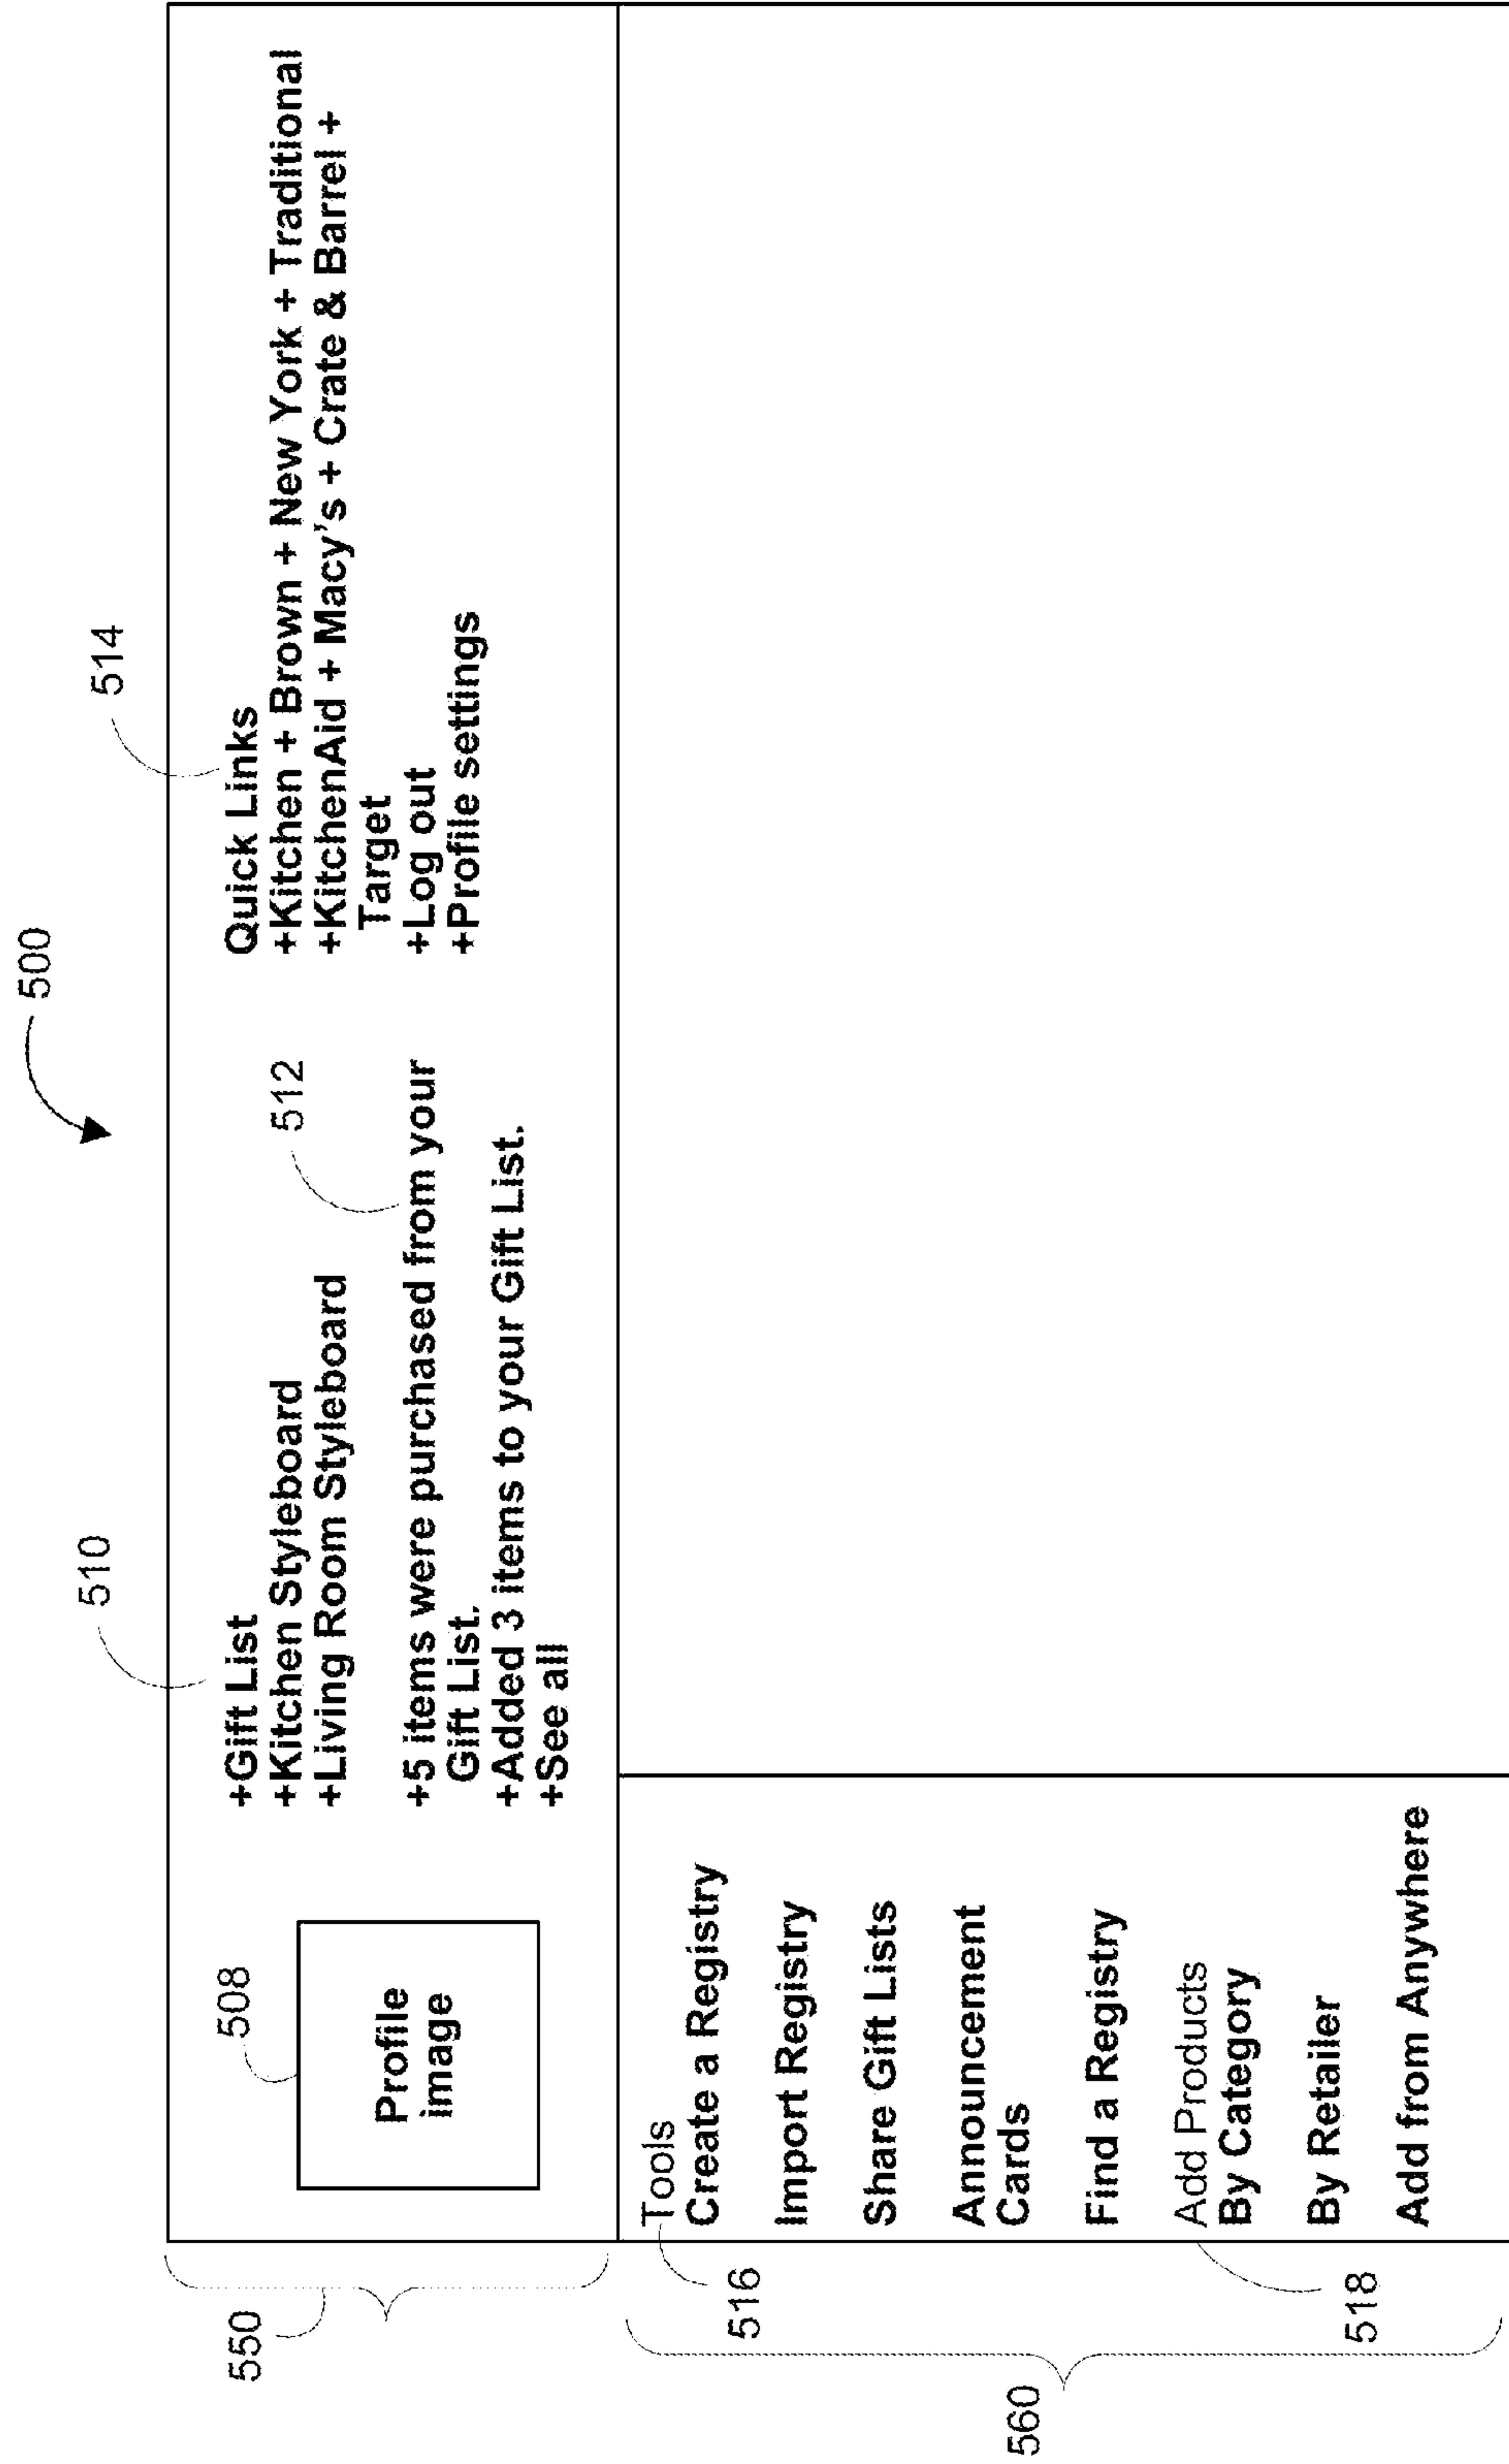 500
510
514
550
508
Profile
image
+Gift List
+Kitchen Styleboard
+Living Room Styleboard
512
+5 items were purchased from your
Gift List.
+Added 3 items to your Gift List.
+See all
Quick Links
+Kitchen + Brown + New York + Traditional
+KitchenAid + Macy's + Crate & Barrel +
Target
+Log out
+Profile settings
560
516
Tools
Create a Registry
Import Registry
Share Gift Lists
Announcement
Cards
Find a Registry
518
Add Products
By Category
By Retailer
Add from Anywhere